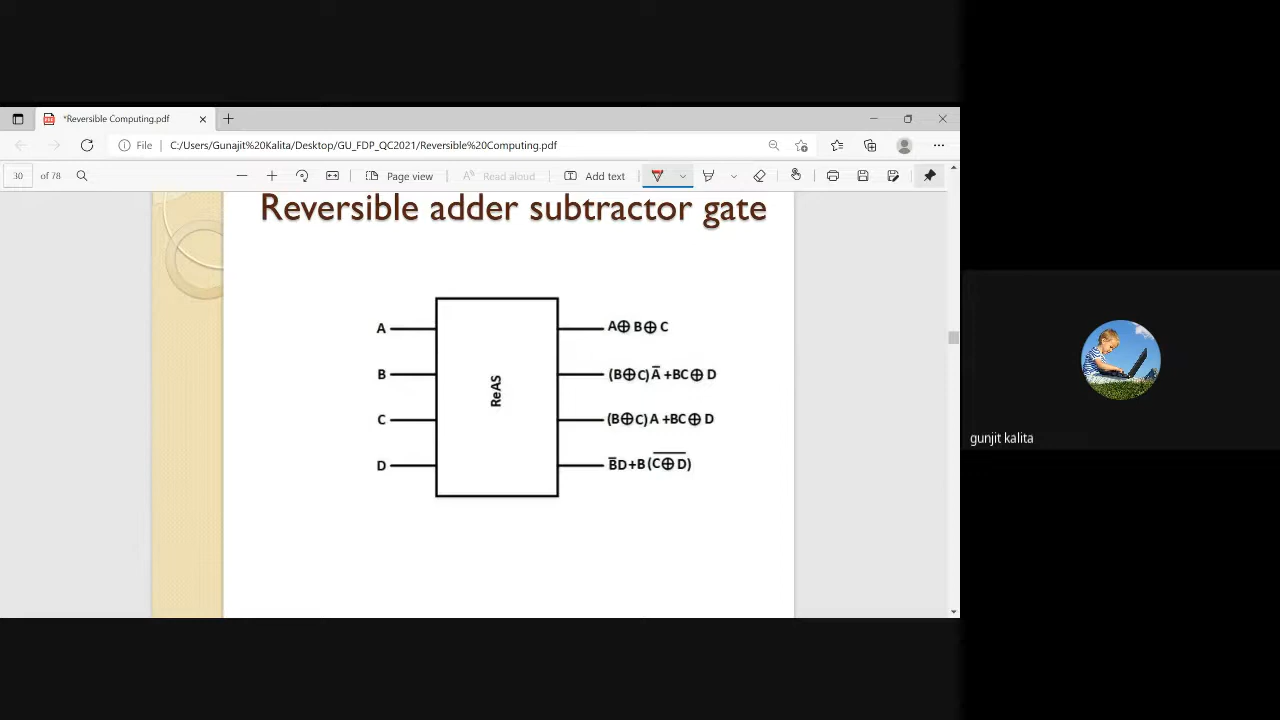 *Reversible Computing.pdf
File | C:/Users/Gunajit%20Kalita/Desktop/GU_FDP_QC2021/Reversible%20Computing.pdf
30 of 78 Page view Read aloud Add text
Reversible adder subtractor gate
A A⊕B⊕C
B (B⊕C)A̅ +BC⊕D
ReAS
C (B⊕C)A +BC⊕D
D B̅D+B(C̅⊕̅D̅)
gunjit kalita